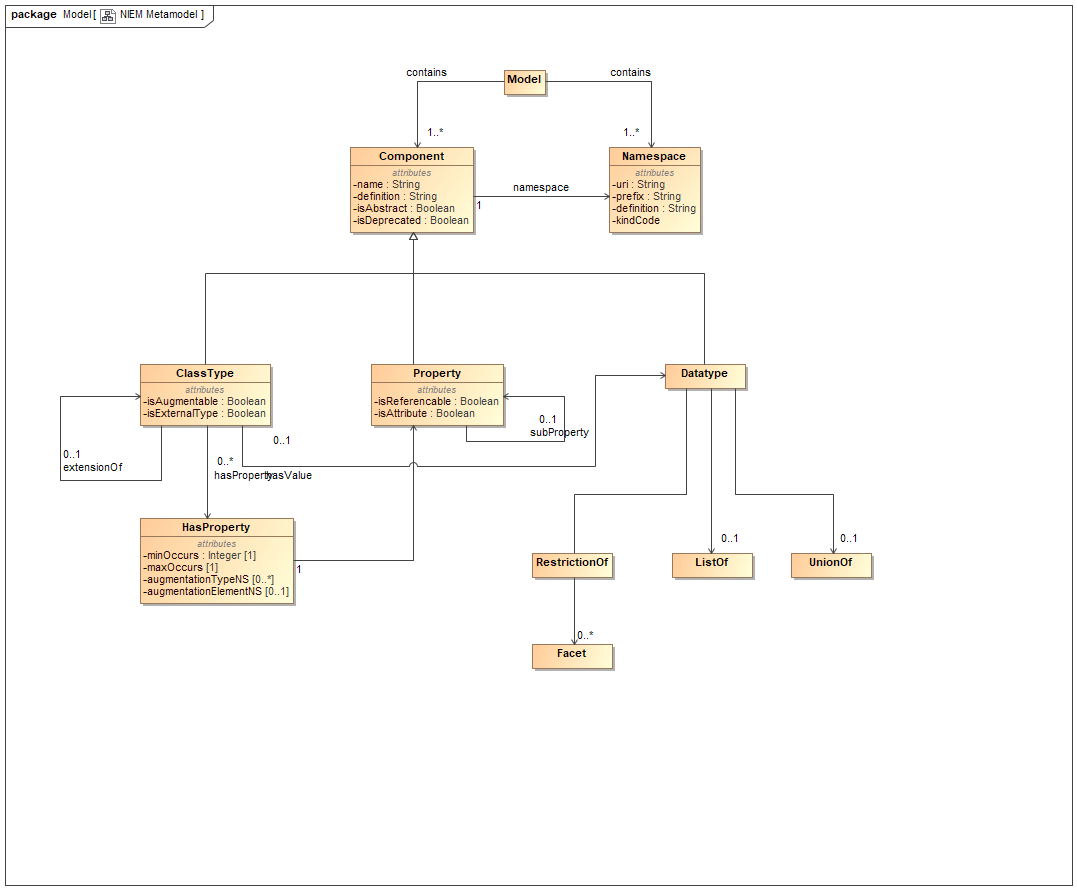 package Model [ NIEM Metamodel ]
contains
Model
contains
1..*
1..*
Component
attributes
-name : String
-definition : String
-isAbstract : Boolean
-isDeprecated : Boolean
namespace
1
Namespace
attributes
-uri : String
-prefix : String
-definition : String
-kindCode
ClassType
attributes
-isAugmentable : Boolean
-isExternalType : Boolean
Property
attributes
-isReferencable : Boolean
-isAttribute : Boolean
Datatype
0..1
extensionOf
0..*
hasProperty
0..1
hasValue
0..1
subProperty
HasProperty
attributes
-minOccurs : Integer [1]
-maxOccurs [1]
-augmentationTypeNS [0..*]
-augmentationElementNS [0..1]
1
0..1
0..1
RestrictionOf
ListOf
UnionOf
0..*
Facet